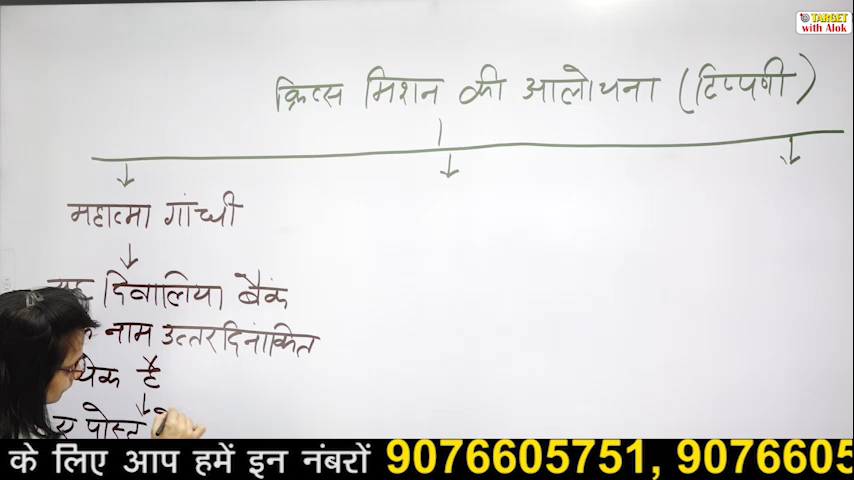 TARGET
with Alok
क्रिप्स मिशन की आलोचना (टिप्पणी)
महात्मा गांधी
दिवालिया बैंक
नाम उत्तरदिनांकित
चेक है
पोस्ट
के लिए आप हमें इन नंबरों 9076605751, 9076605